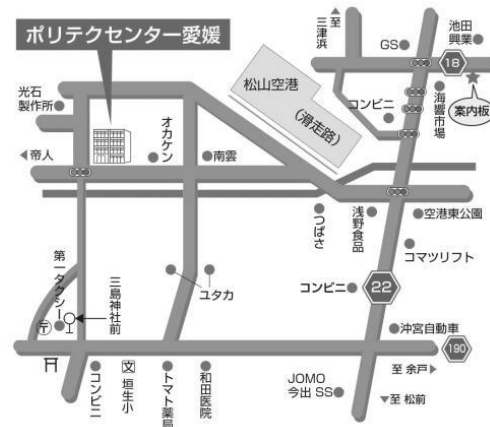 ポリテクセンター愛媛
至
三津浜
GS
池田
興業
18
光石
製作所
松山空港
(滑走路)
コンビニ
海響市場
案内板
オカケン
南雲
帝人
つばさ
浅野食品
空港東公園
コマツリフト
第一タクシー
三島神社前
ユタカ
コンビニ
22
〒
沖宮自動車
190
コンビニ
文
垣生小
トマト薬局
和田医院
JOMO
今出 SS
至 余戸
至 松前